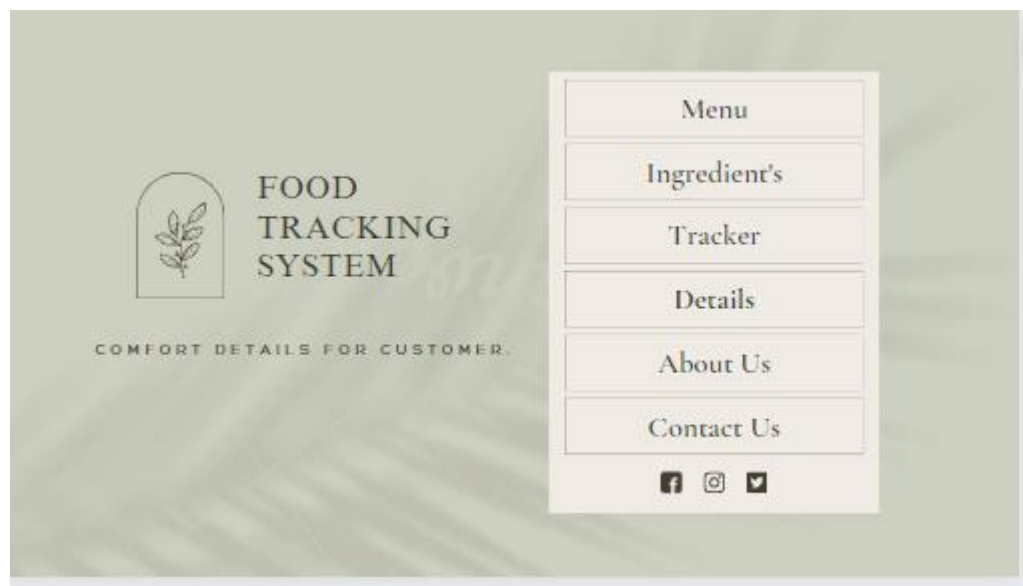 FOOD
TRACKING
SYSTEM
COMFORT DETAILS FOR CUSTOMER.
Menu
Ingredient's
Tracker
Details
About Us
Contact Us